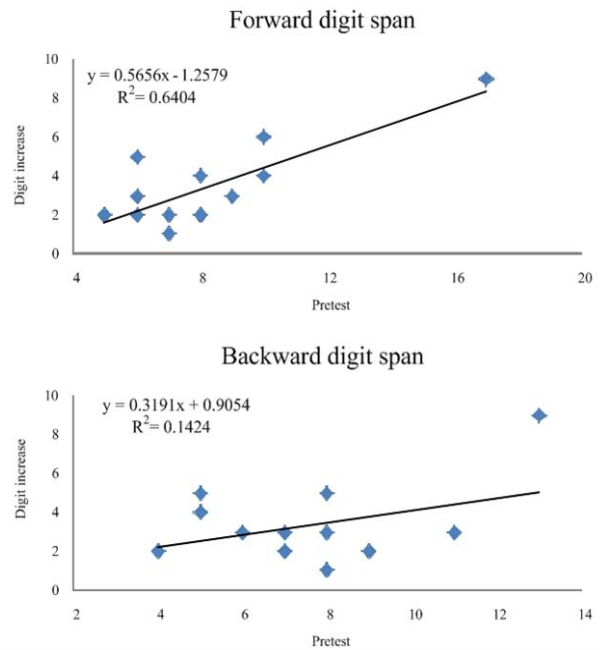 Forward digit span
y = 0.5656x - 1.2579
R²= 0.6404
Digit increase
10
8
6
4
2
0
4 8 12 16 20
Pretest
Backward digit span
y = 0.3191x + 0.9054
R²= 0.1424
Digit increase
10
8
6
4
2
0
2 4 6 8 10 12 14
Pretest